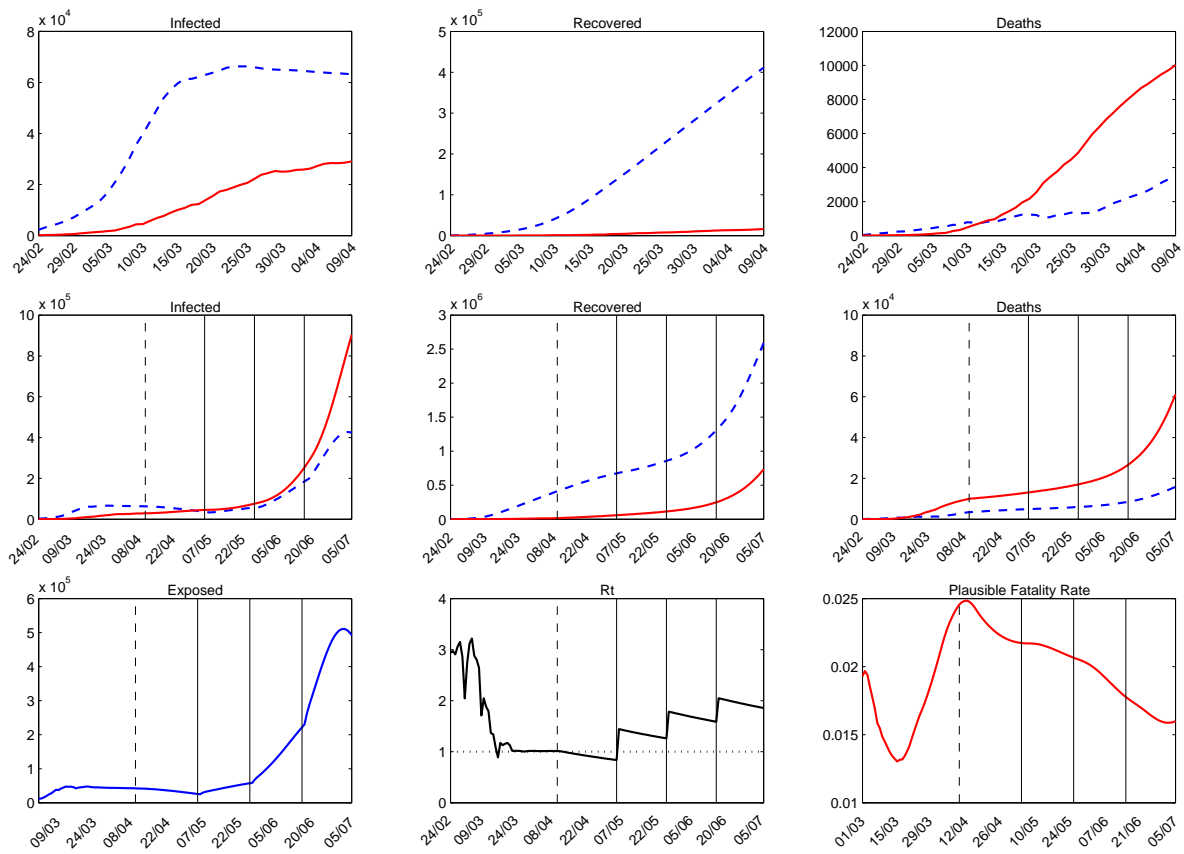 x 10^4 Infected
80
6
4
2
0
24/02 29/02 05/03 10/03 15/03 20/03 25/03 30/03 04/04 09/04
x 10^5 Recovered
5
4
3
2
1
0
24/02 29/02 05/03 10/03 15/03 20/03 25/03 30/03 04/04 09/04
Deaths
12000
10000
8000
6000
4000
2000
0
24/02 29/02 05/03 10/03 15/03 20/03 25/03 30/03 04/04 09/04
x 10^5 Infected
10
8
6
4
2
0
24/02 09/03 24/03 08/04 22/04 07/05 22/05 05/06 20/06 05/07
x 10^6 Recovered
3
2.5
2
1.5
1
0.5
0
24/02 09/03 24/03 08/04 22/04 07/05 22/05 05/06 20/06 05/07
x 10^4 Deaths
10
8
6
4
2
0
24/02 09/03 24/03 08/04 22/04 07/05 22/05 05/06 20/06 05/07
x 10^5 Exposed
6
5
4
3
2
1
0
09/03 24/03 08/04 22/04 07/05 22/05 05/06 20/06 05/07
Rt
4
3
2
1
0
24/02 09/03 24/03 08/04 22/04 07/05 22/05 05/06 20/06 05/07
Plausible Fatality Rate
0.025
0.02
0.015
0.01
01/03 15/03 29/03 12/04 26/04 10/05 24/05 07/06 21/06 05/07